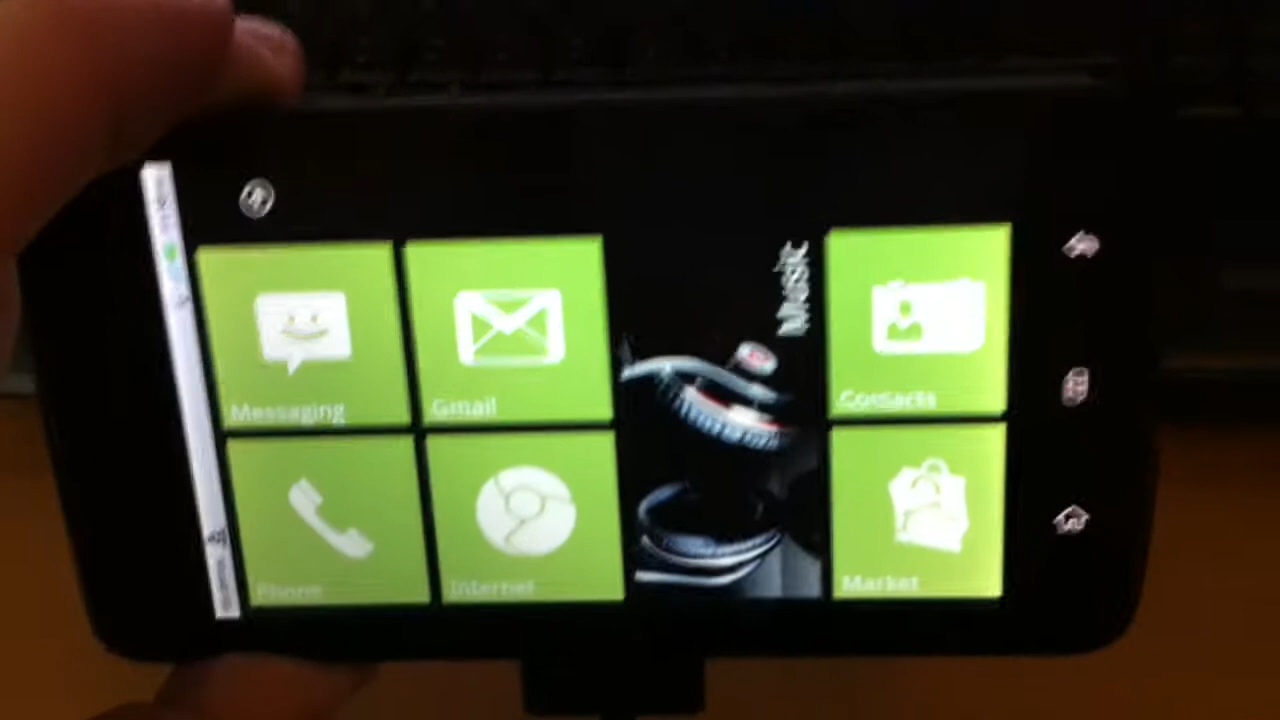 Messaging
Gmail
Music
Contacts
Phone
Internet
Market